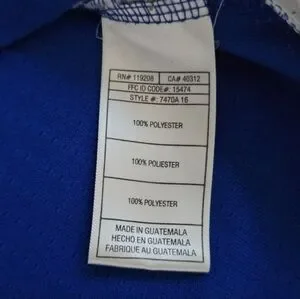 RN# 119208 CA# 40312
FFC ID CODE#: 15474
STYLE #: 7470A 16
100% POLYESTER
100% POLIESTER
100% POLYESTER
MADE IN GUATEMALA
HECHO EN GUATEMALA
FABRIQUE AU GUATEMALA